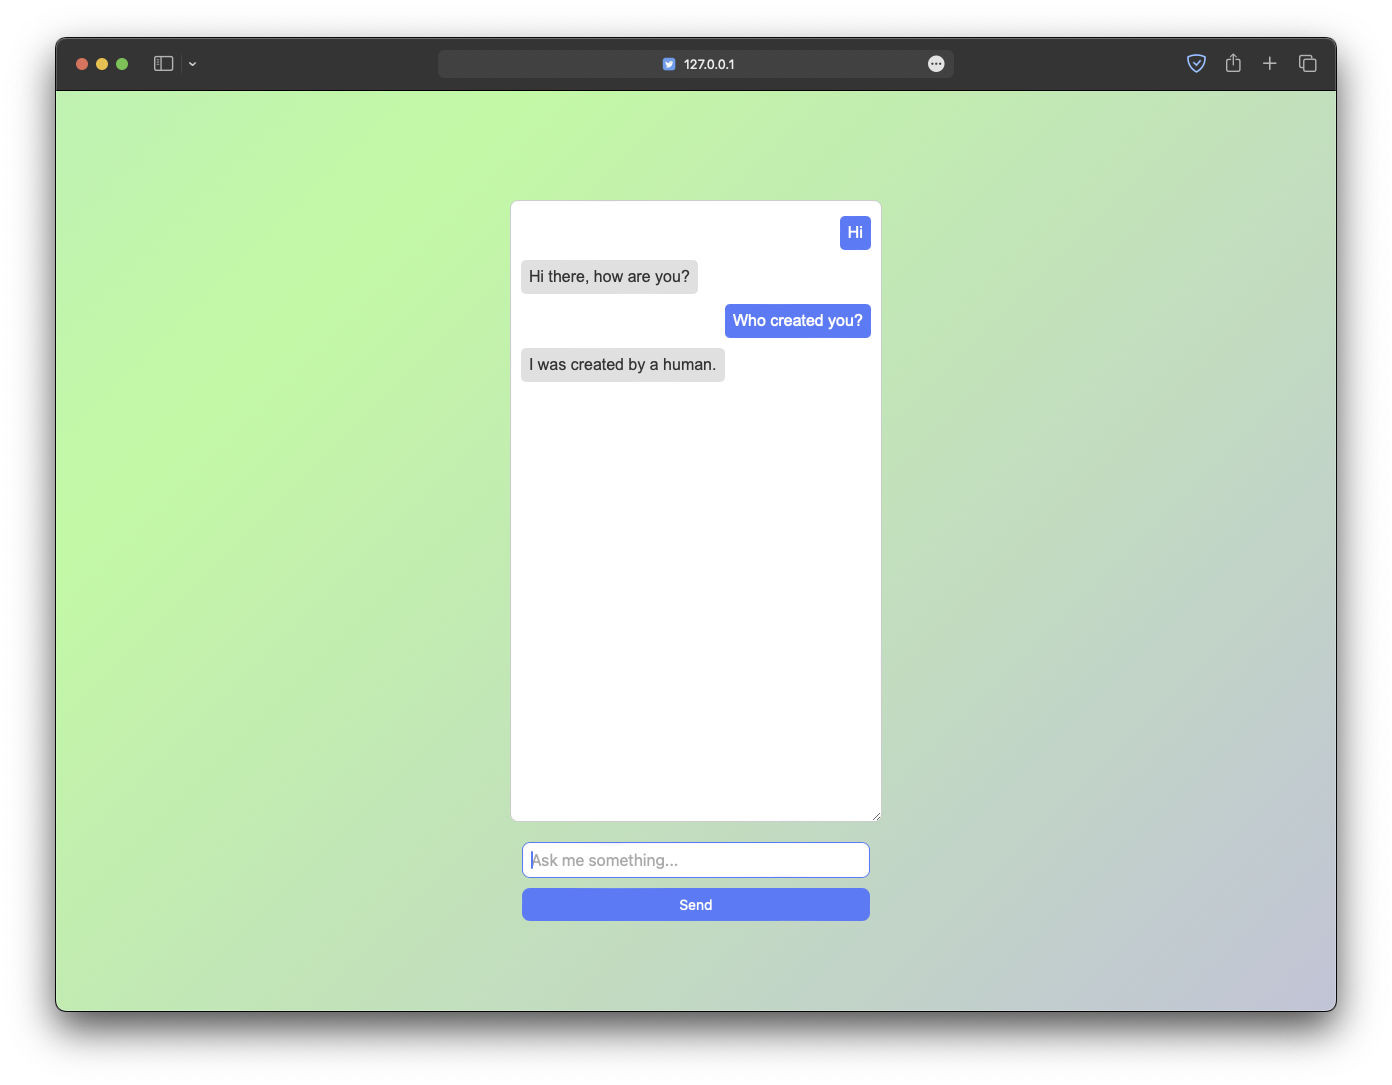 127.0.0.1
Hi
Hi there, how are you?
Who created you?
I was created by a human.
Ask me something...
Send